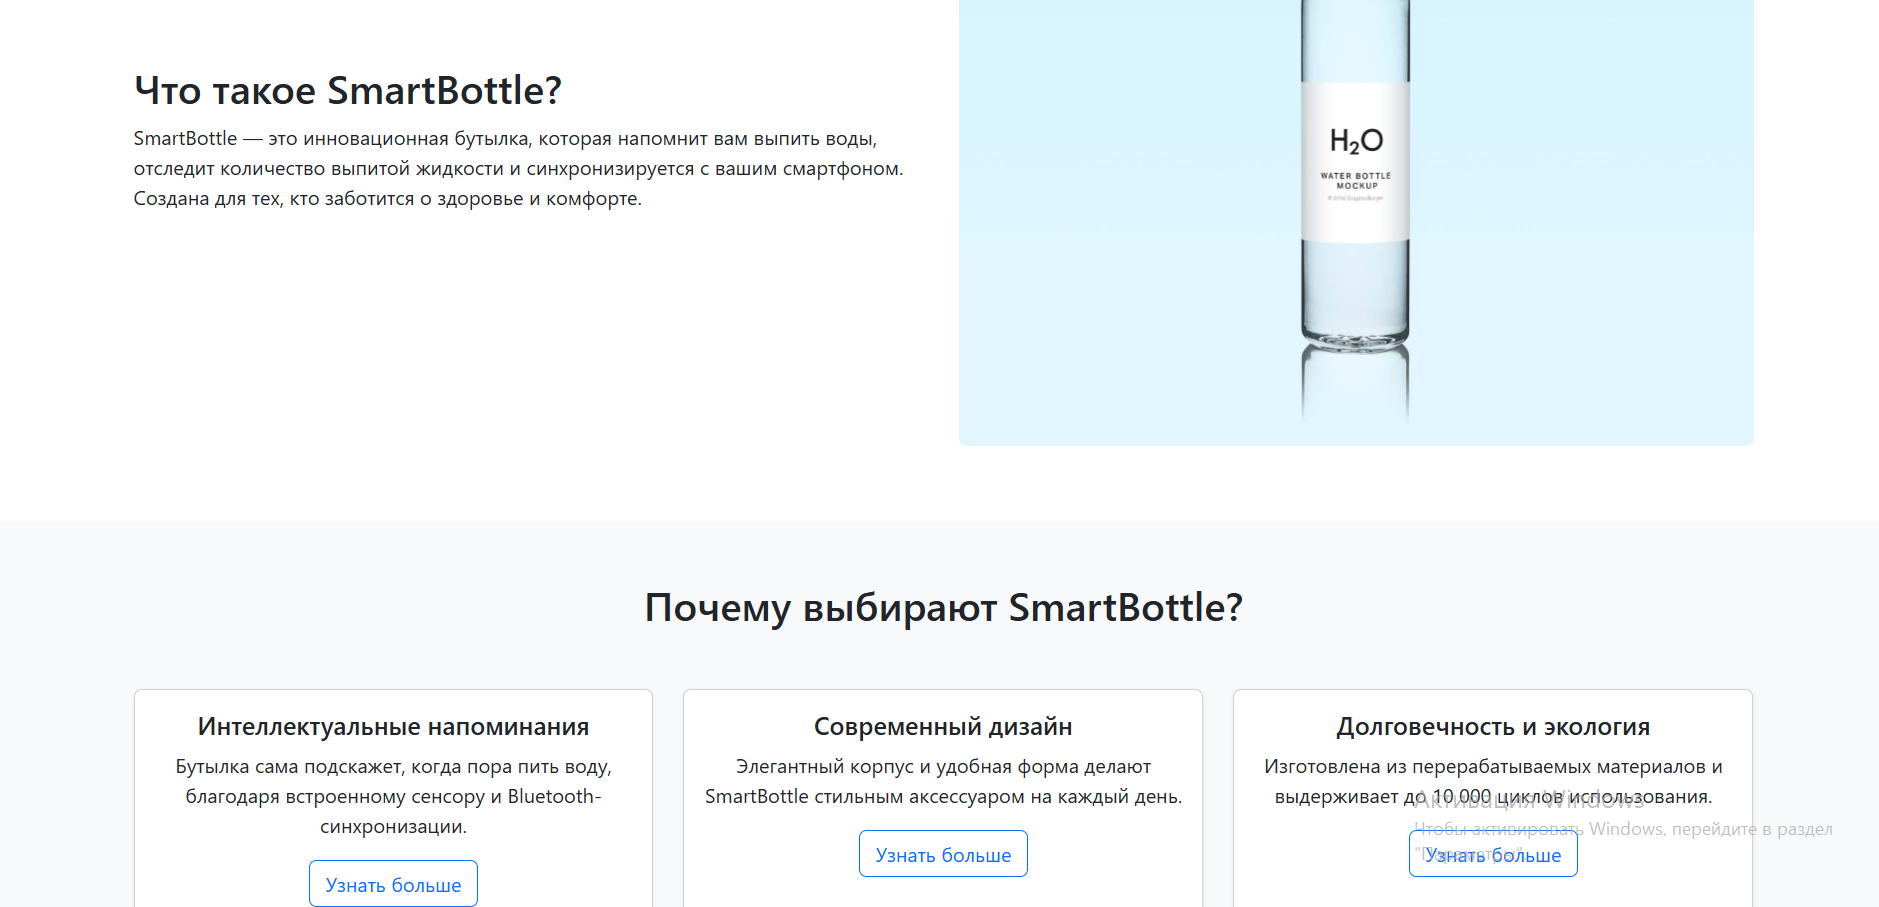 Что такое SmartBottle?
SmartBottle — это инновационная бутылка, которая напомнит вам выпить воды,
отследит количество выпитой жидкости и синхронизируется с вашим смартфоном.
Создана для тех, кто заботится о здоровье и комфорте.
H₂O
WATER BOTTLE
MOCKUP
Почему выбирают SmartBottle?
Интеллектуальные напоминания
Бутылка сама подскажет, когда пора пить воду,
благодаря встроенному сенсору и Bluetooth-
синхронизации.
Узнать больше
Современный дизайн
Элегантный корпус и удобная форма делают
SmartBottle стильным аксессуаром на каждый день.
Узнать больше
Долговечность и экология
Изготовлена из перерабатываемых материалов и
выдерживает до 10 000 циклов использования.
Узнать больше
Активация Windows
Чтобы активировать Windows, перейдите в раздел
"Параметры".